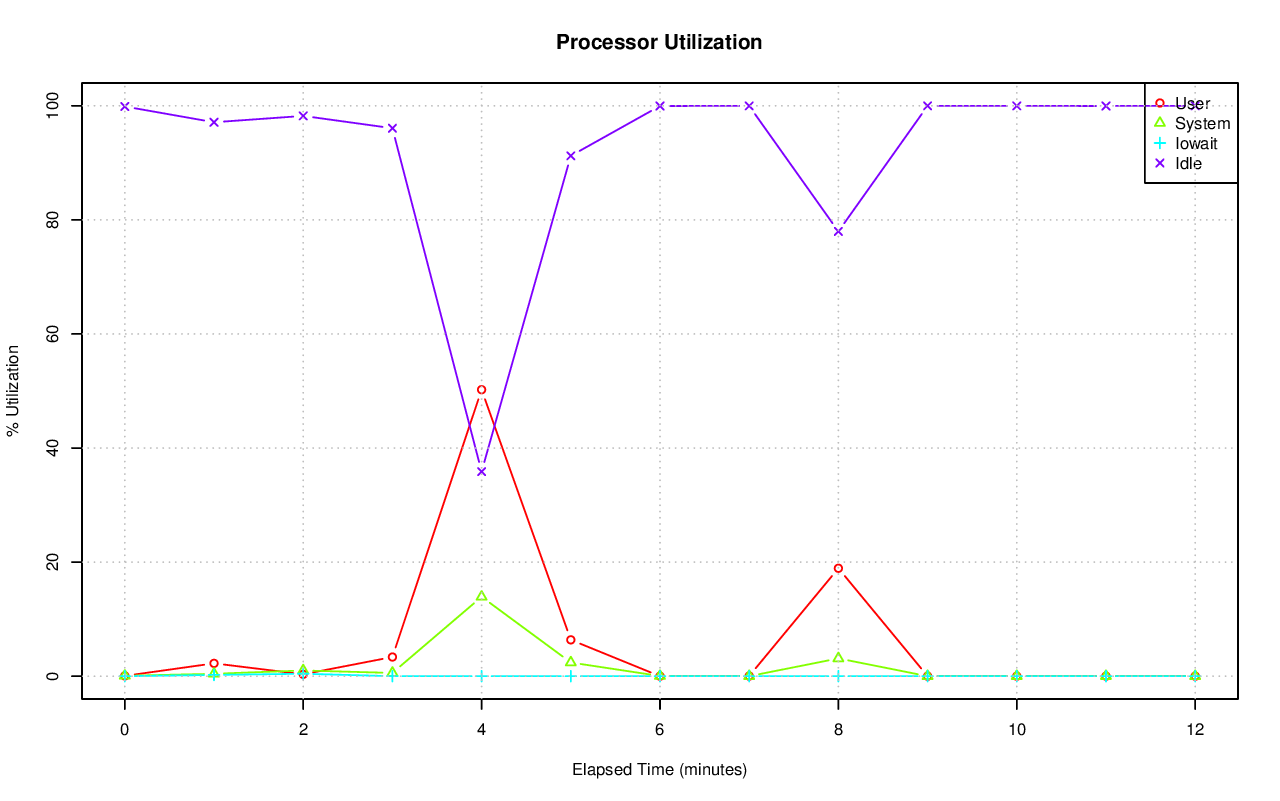 Processor Utilization
% Utilization
100
80
60
40
20
0
User
System
Iowait
Idle
0 2 4 6 8 10 12
Elapsed Time (minutes)